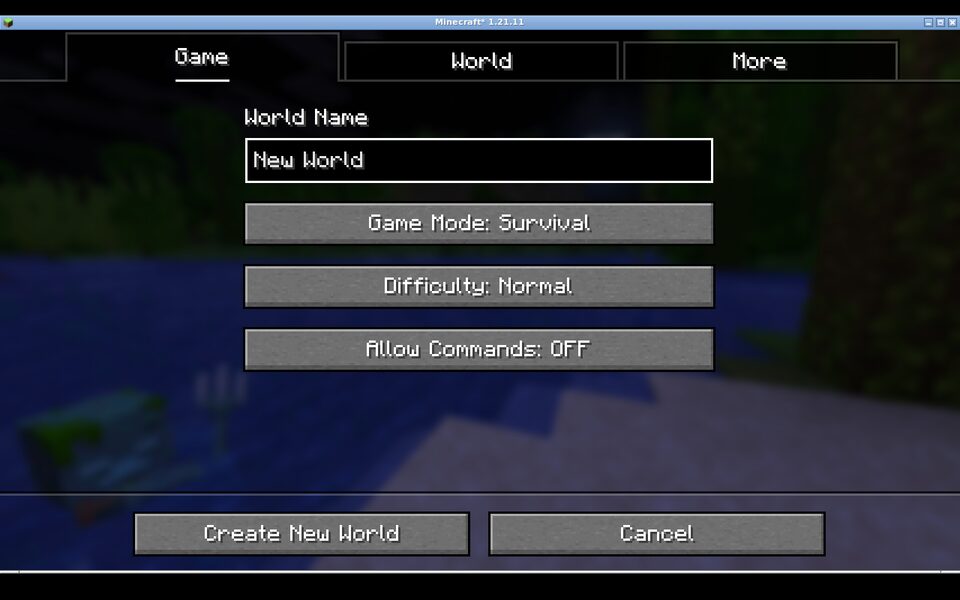 Minecraft* 1.21.11
Game
World
More
World Name
New World
Game Mode: Survival
Difficulty: Normal
Allow Commands: OFF
Create New World
Cancel